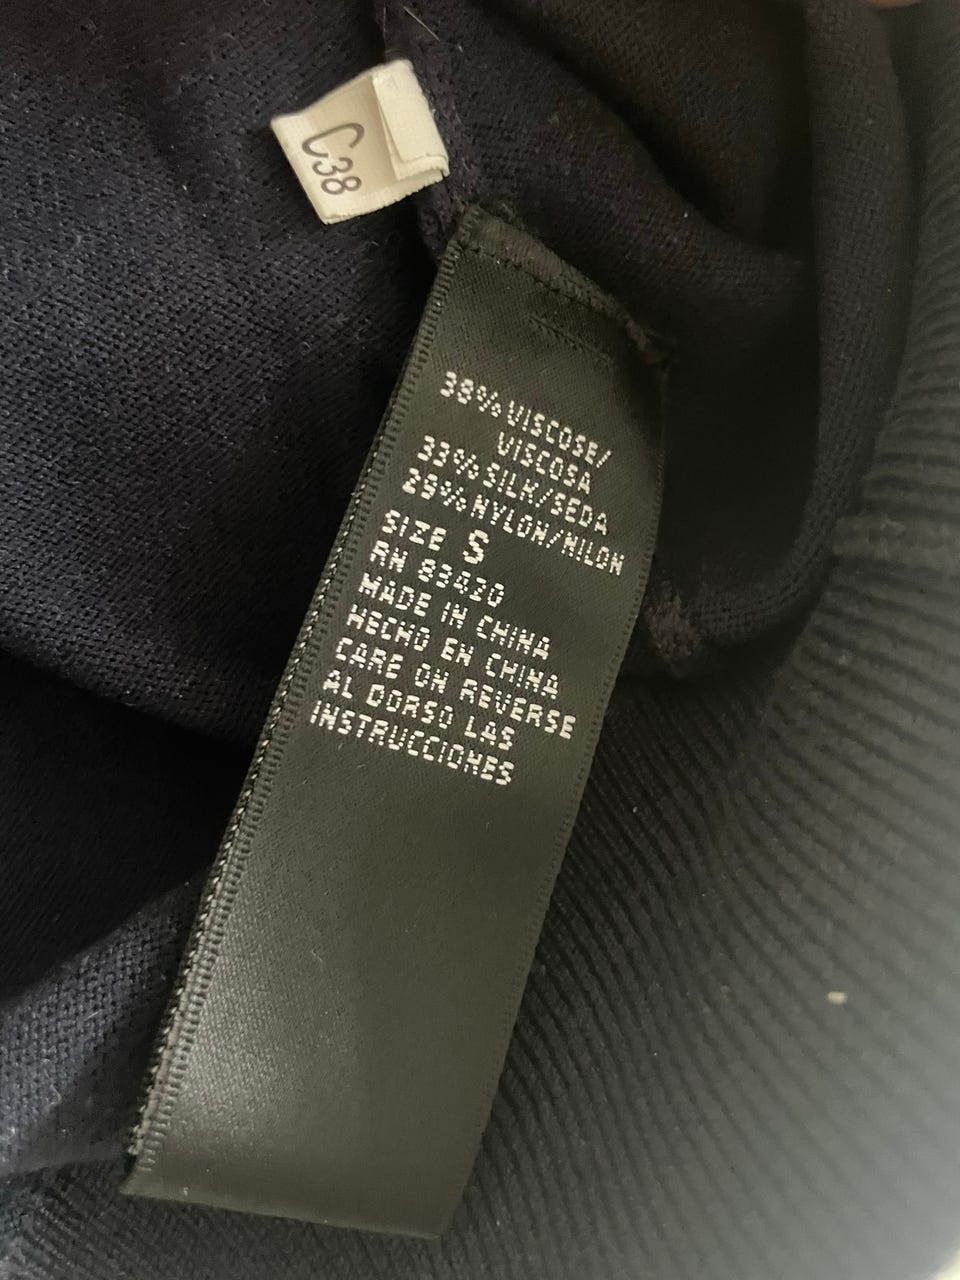 C38
38% VISCOSE/
VISCOSA
33% SILK/SEDA
29% NYLON/NILON
SIZE S
RN 83420
MADE IN CHINA
HECHO EN CHINA
CARE ON REVERSE
AL DORSO LAS
INSTRUCCIONES